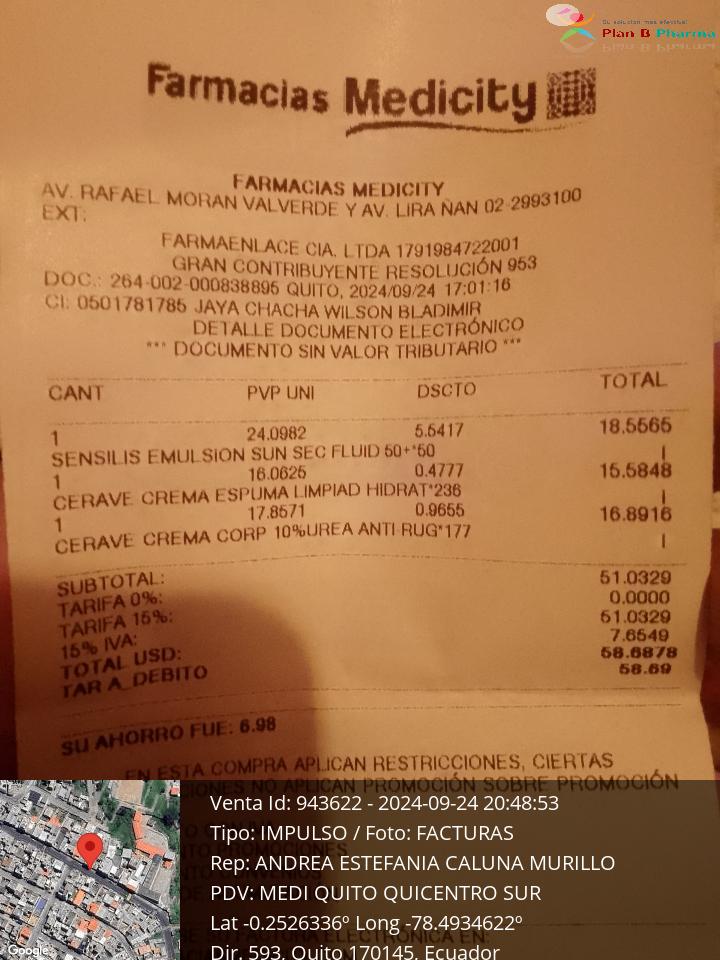 Su solución más efectiva!
Plan B Pharma
Farmacias Medicity
FARMACIAS MEDICITY
AV. RAFAEL MORAN VALVERDE Y AV. LIRA ÑAN 02-2993100
EXT:
FARMAENLACE CIA. LTDA 1791984722001
GRAN CONTRIBUYENTE RESOLUCIÓN 953
DOC.: 264-002-000838895 QUITO, 2024/09/24 17:01:16
CI: 0501781785 JAYA CHACHA WILSON BLADIMIR
DETALLE DOCUMENTO ELECTRÓNICO
*** DOCUMENTO SIN VALOR TRIBUTARIO ***
CANT PVP UNI DSCTO TOTAL
1 24.0982 5.5417 18.5565
SENSILIS EMULSION SUN SEC FLUID 50+*50 I
1 16.0625 0.4777 15.5848
CERAVE CREMA ESPUMA LIMPIAD HIDRAT*236 I
1 17.8571 0.9655 16.8916
CERAVE CREMA CORP 10%UREA ANTI RUG*177 I
SUBTOTAL: 51.0329
TARIFA 0%: 0.0000
TARIFA 15%: 51.0329
15% IVA: 7.6549
TOTAL USD: 58.6878
TAR A_DEBITO 58.69
SU AHORRO FUE: 6.98
EN ESTA COMPRA APLICAN RESTRICCIONES, CIERTAS
NO APLICAN PROMOCIÓN SOBRE PROMOCIÓN
Venta Id: 943622 - 2024-09-24 20:48:53
Tipo: IMPULSO / Foto: FACTURAS
Rep: ANDREA ESTEFANIA CALUNA MURILLO
PDV: MEDI QUITO QUICENTRO SUR
Lat -0.2526336º Long -78.4934622º
Dir. 593, Quito 170145, Ecuador
Google